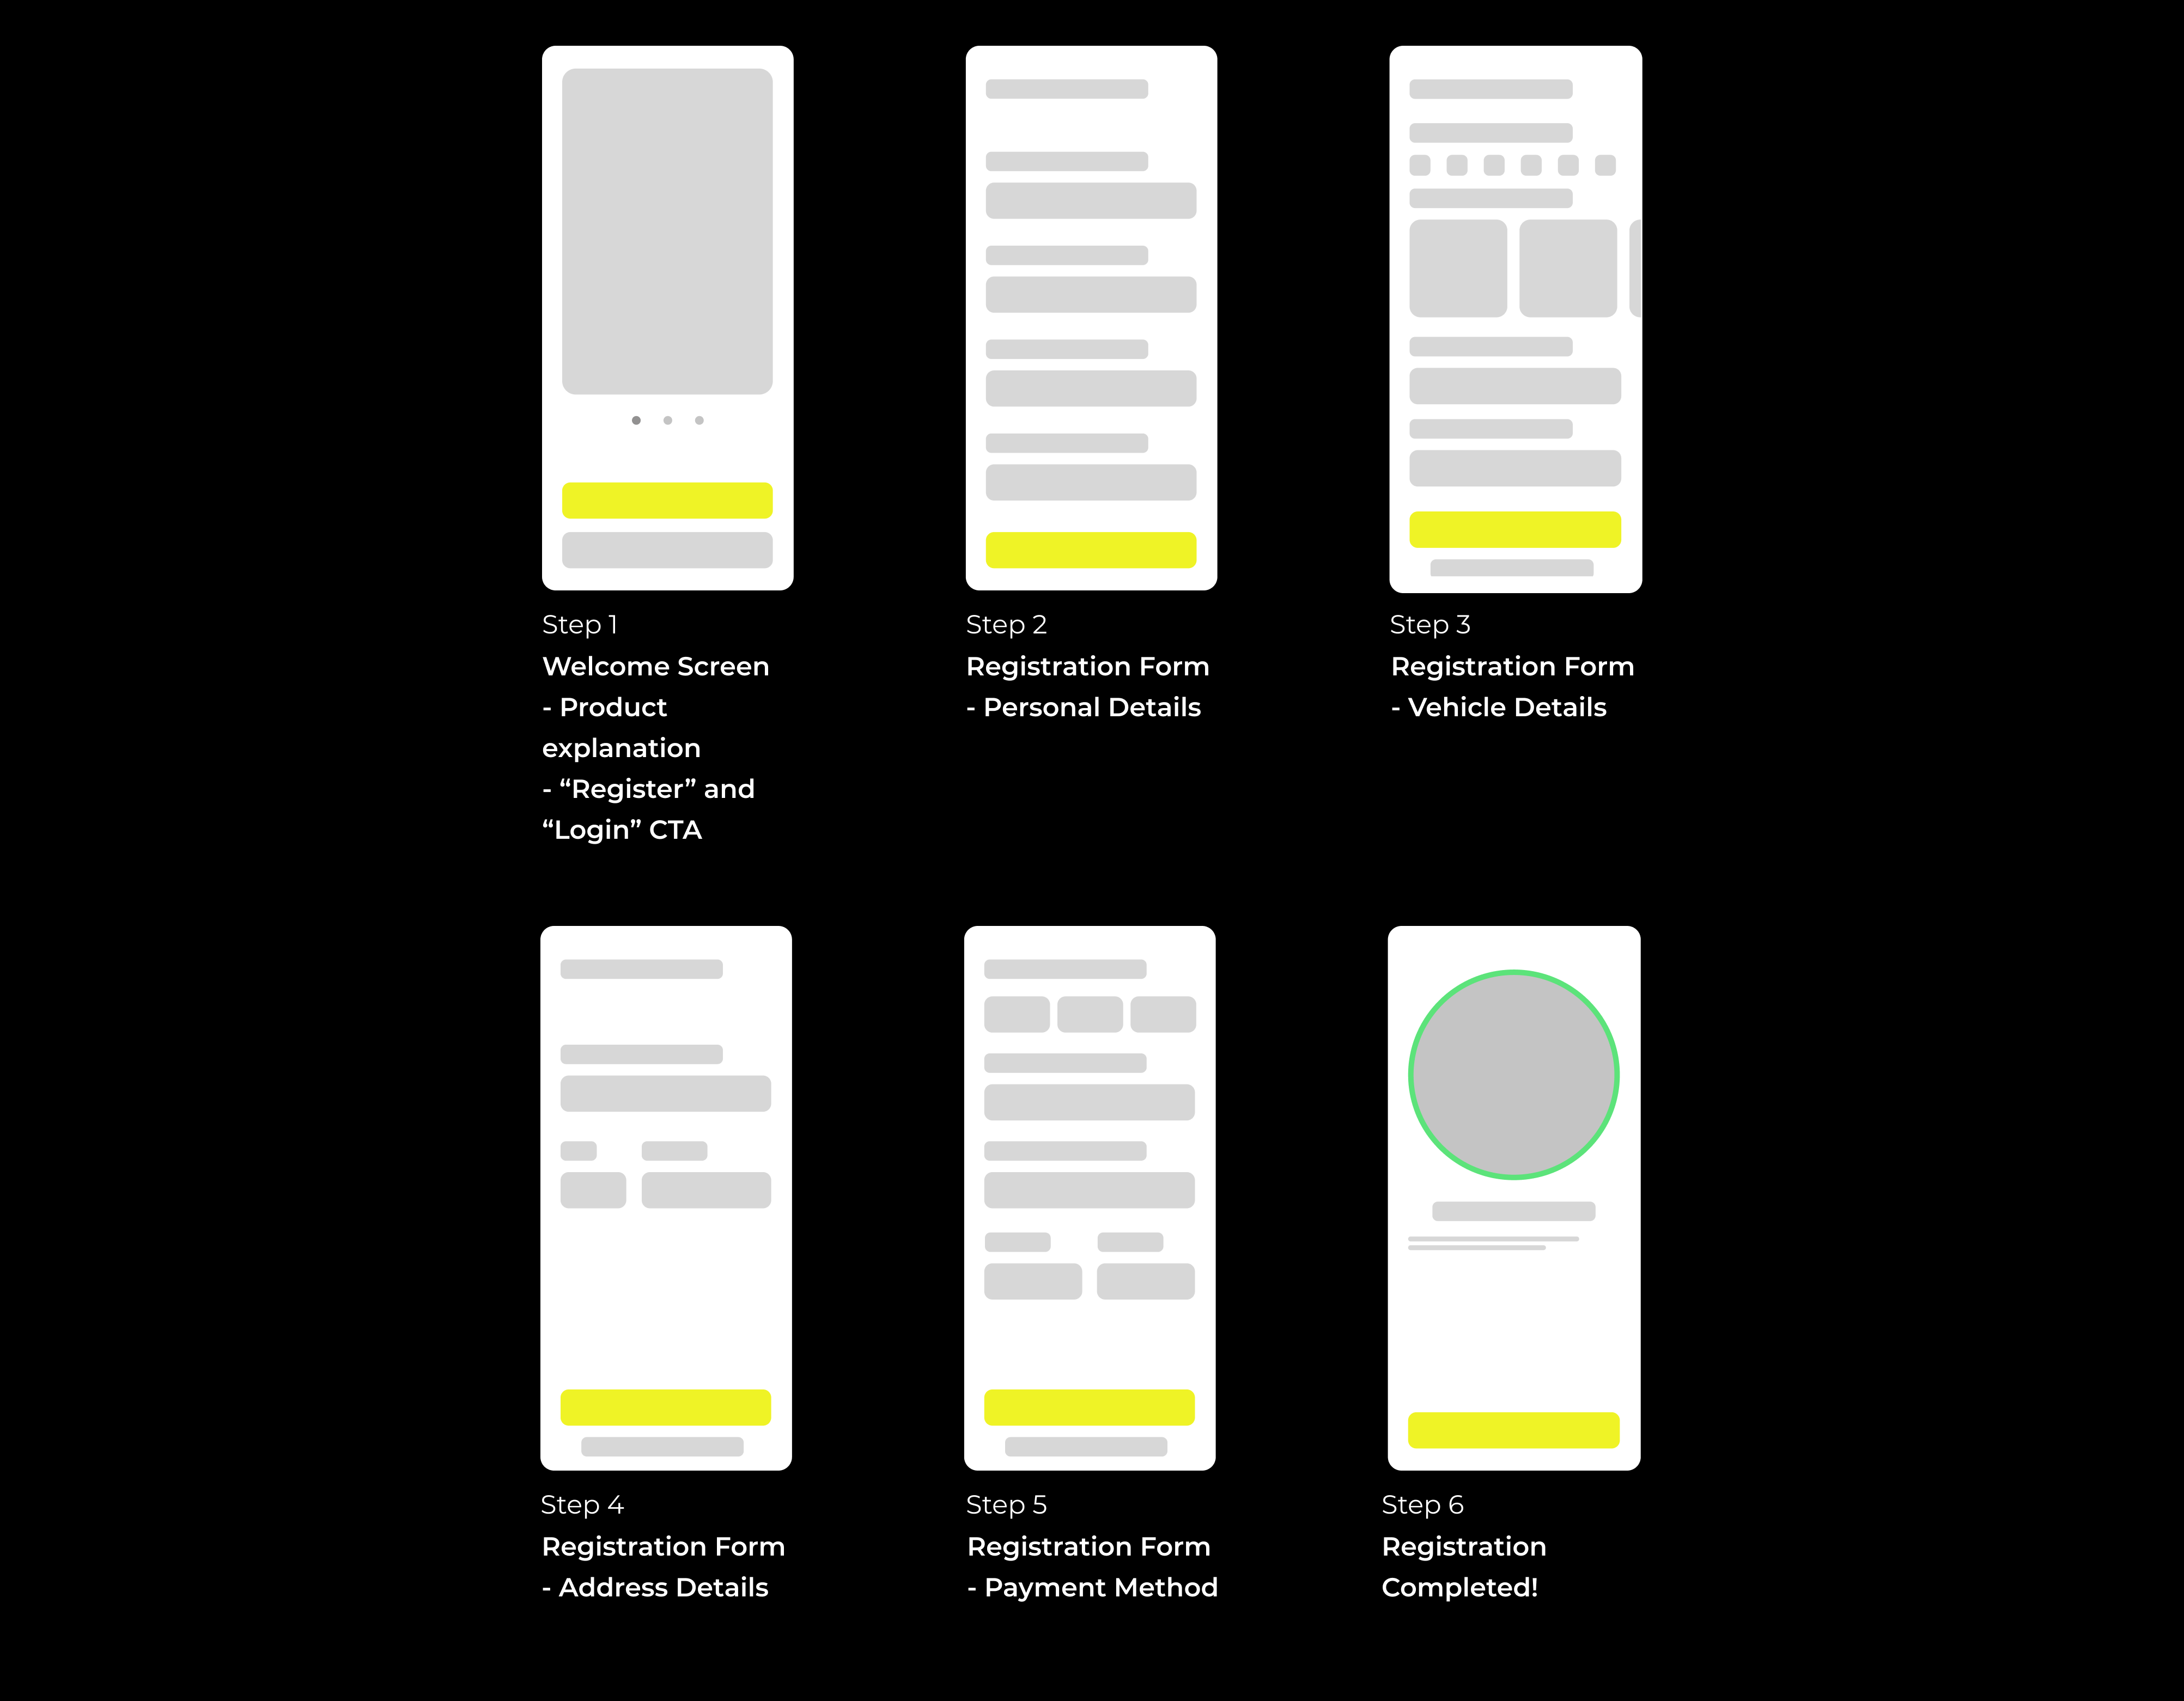 Step 1
Welcome Screen
- Product
explanation
- “Register” and
“Login” CTA
Step 2
Registration Form
- Personal Details
Step 3
Registration Form
- Vehicle Details
Step 4
Registration Form
- Address Details
Step 5
Registration Form
- Payment Method
Step 6
Registration
Completed!